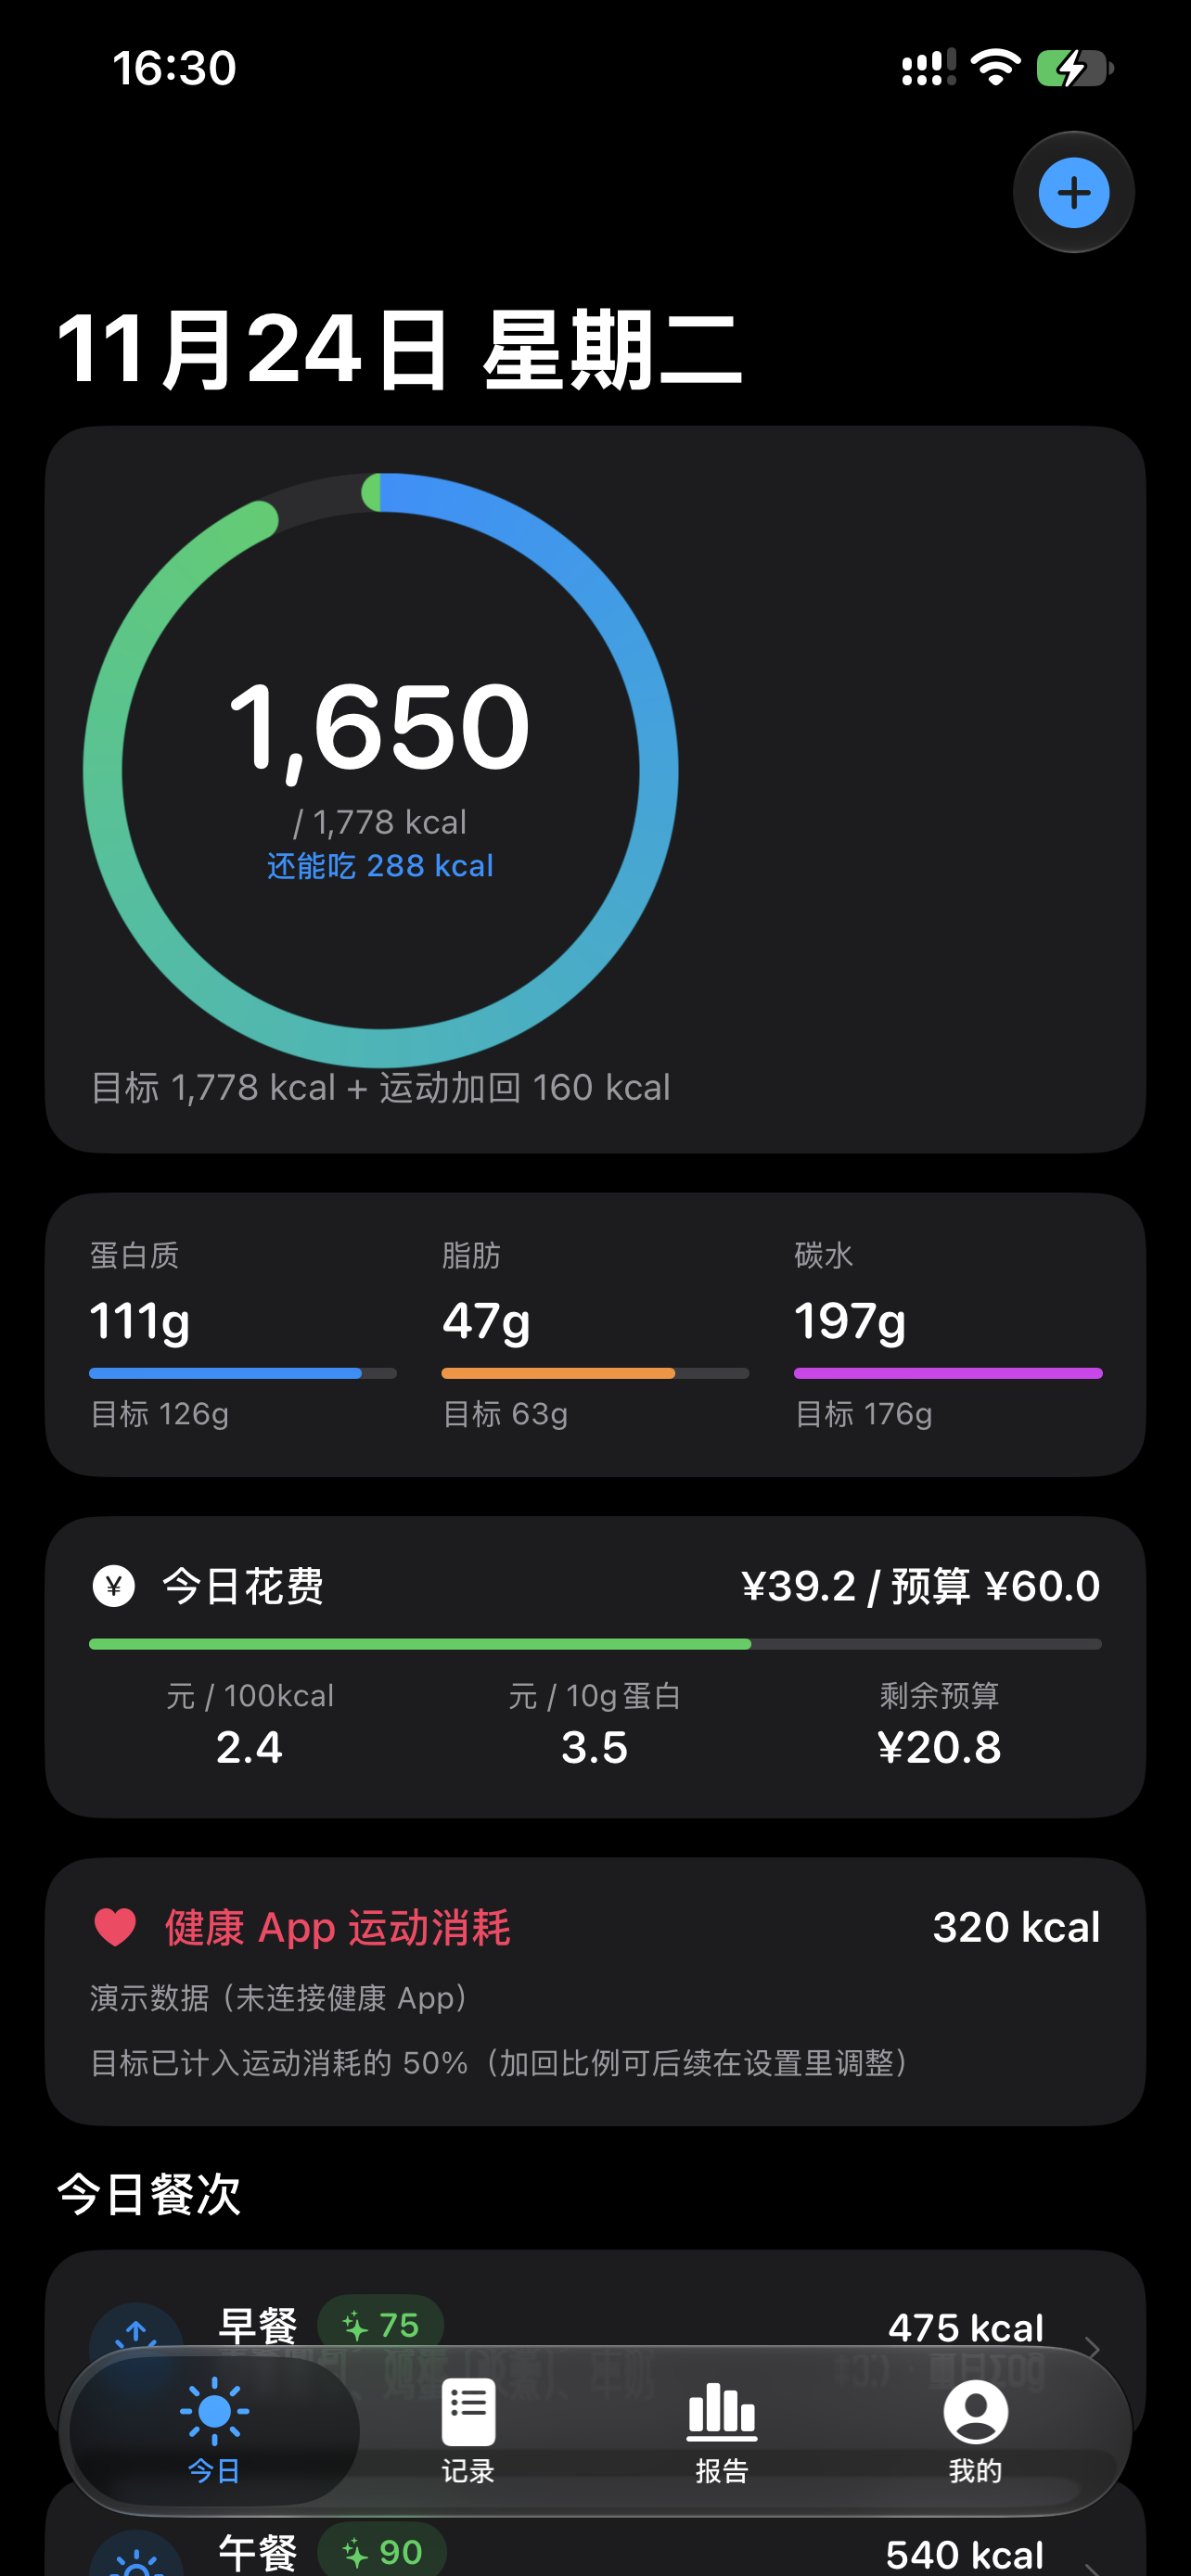 16:30
11月24日 星期二
1,650
/ 1,778 kcal
还能吃 288 kcal
目标 1,778 kcal + 运动加回 160 kcal
蛋白质 脂肪 碳水
111g 47g 197g
目标 126g 目标 63g 目标 176g
¥ 今日花费 ¥39.2 / 预算 ¥60.0
元 / 100kcal 元 / 10g蛋白 剩余预算
2.4 3.5 ¥20.8
健康 App 运动消耗 320 kcal
演示数据（未连接健康 App）
目标已计入运动消耗的 50%（加回比例可后续在设置里调整）
今日餐次
早餐 75 475 kcal
今日 记录 报告 我的
午餐 90 540 kcal